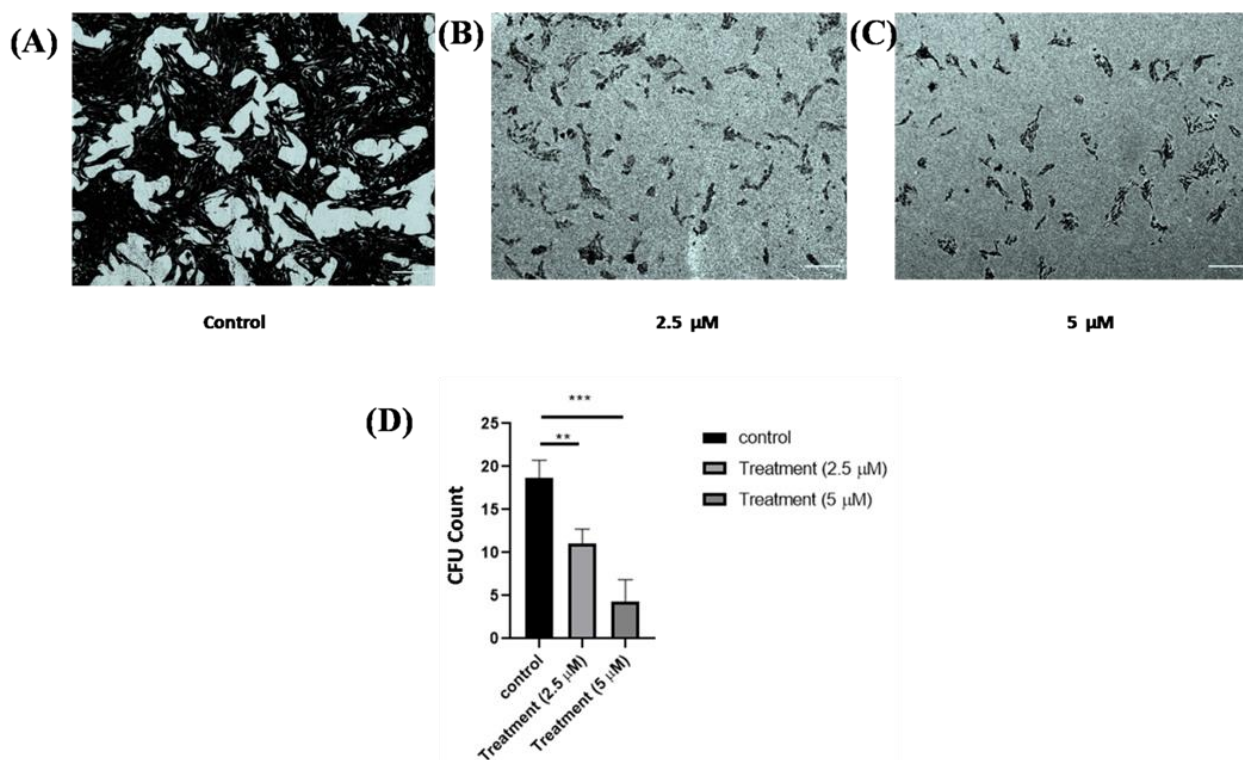 (A)
(B)
(C)
Control
2.5 µM
5 µM
(D)
***
**
25
20
15
10
5
0
CFU Count
control
Treatment (2.5 µM)
Treatment (5 µM)
control
Treatment (2.5 µM)
Treatment (5 µM)